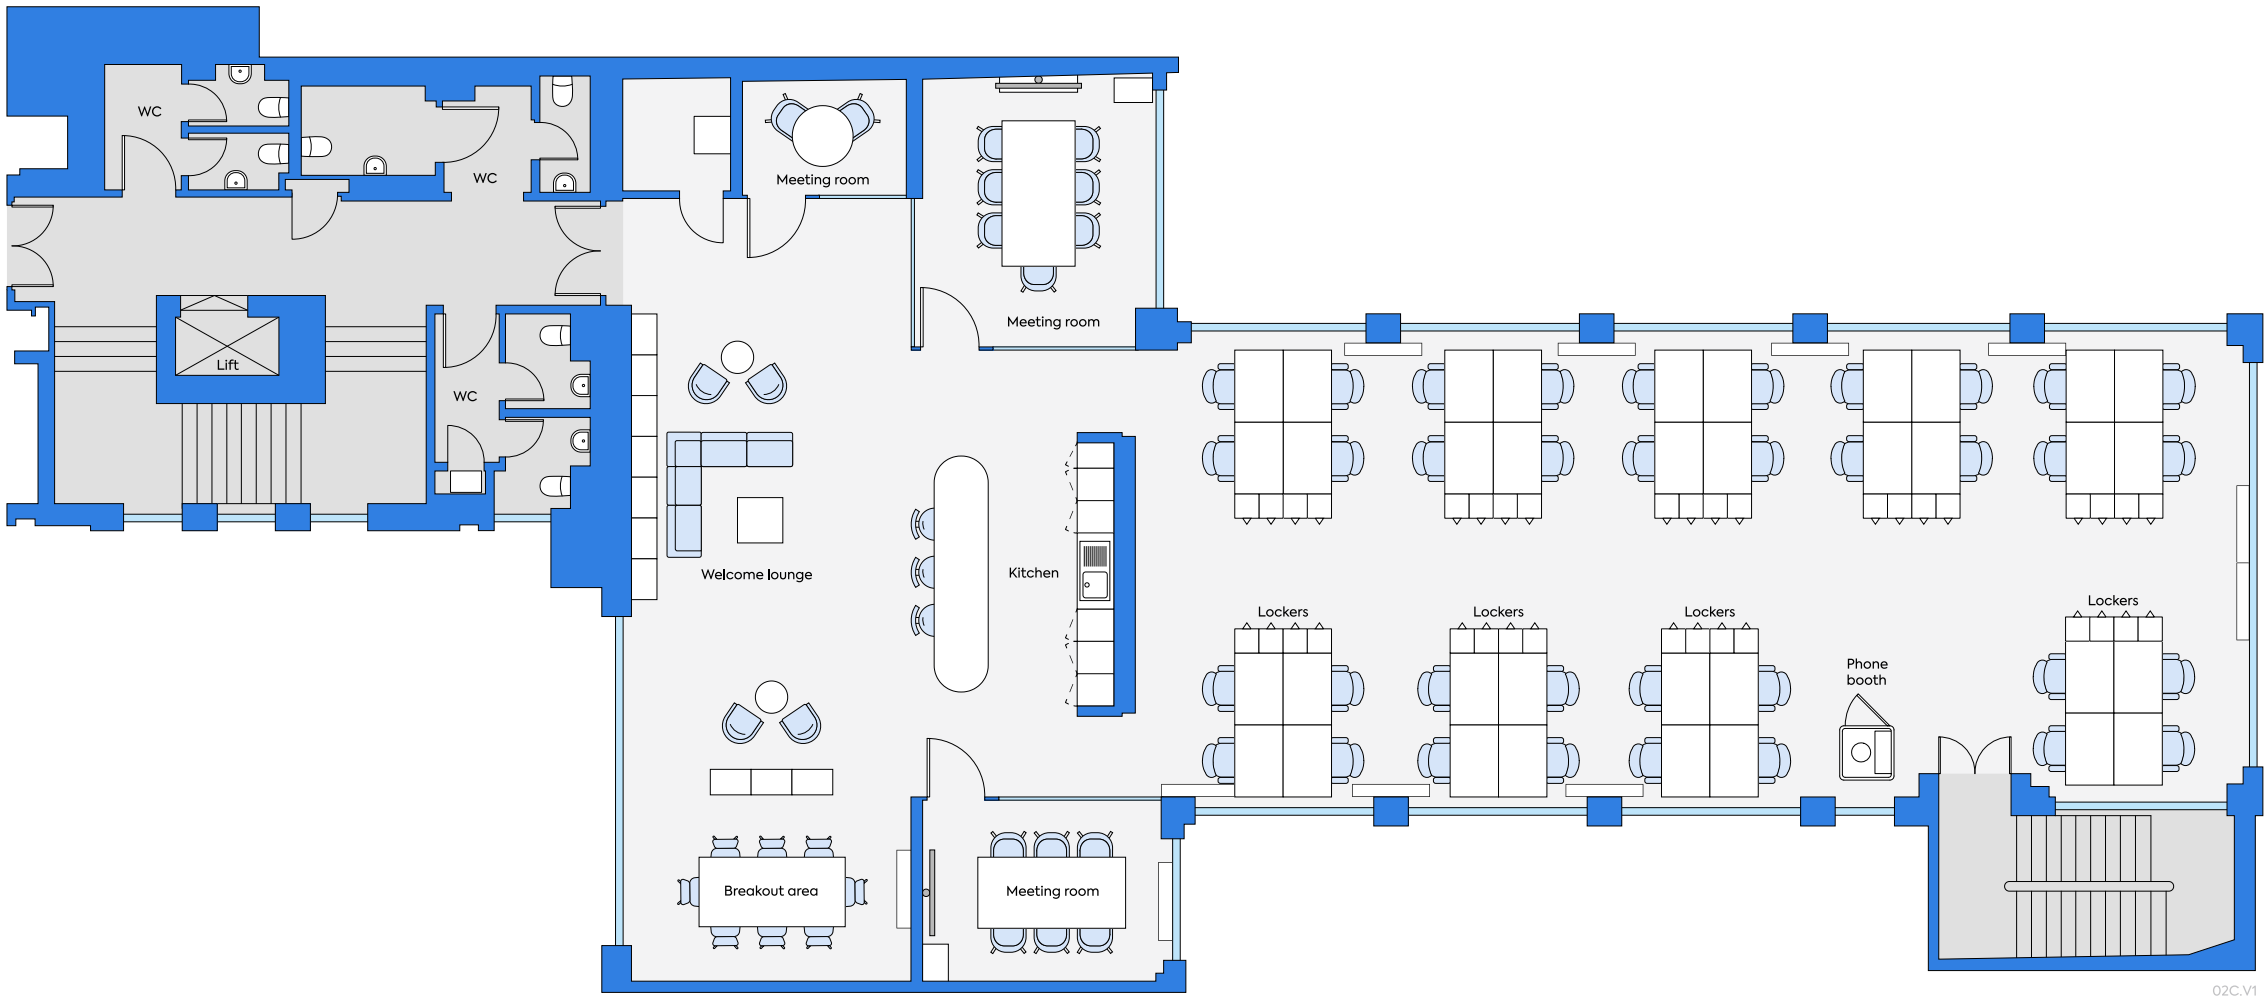 WC
WC
Meeting room
Meeting room
Lift
WC
Welcome lounge
Kitchen
Lockers
Lockers
Lockers
Lockers
Phone
booth
Breakout area
Meeting room
02C.V1